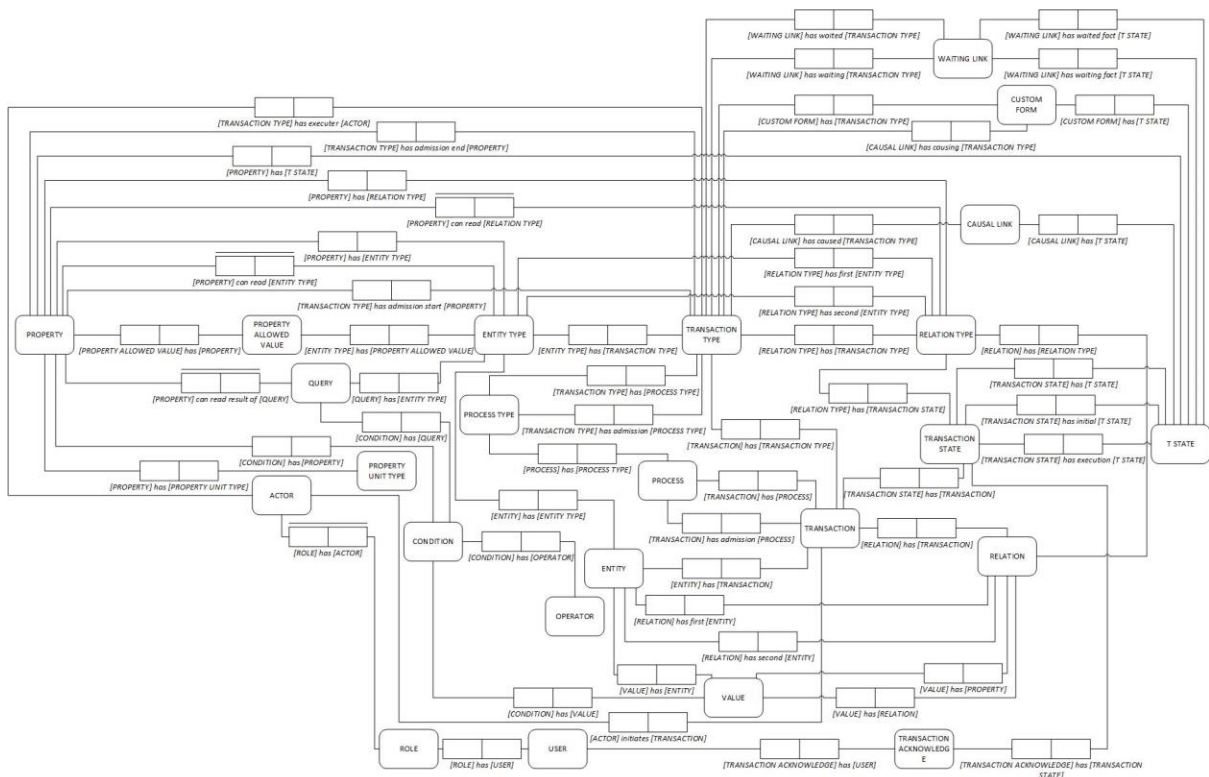 [WAITING LINK] has waited [TRANSACTION TYPE]
WAITING LINK
[WAITING LINK] has waited fact [T STATE]
[WAITING LINK] has waiting [TRANSACTION TYPE]
[WAITING LINK] has waiting fact [T STATE]
CUSTOM
FORM
[TRANSACTION TYPE] has executer [ACTOR]
[CUSTOM FORM] has [TRANSACTION TYPE]
[CUSTOM FORM] has [T STATE]
[TRANSACTION TYPE] has admission end [PROPERTY]
[CAUSAL LINK] has causing [TRANSACTION TYPE]
[PROPERTY] has [T STATE]
[PROPERTY] has [RELATION TYPE]
[PROPERTY] can read [RELATION TYPE]
CAUSAL LINK
[PROPERTY] has [ENTITY TYPE]
[CAUSAL LINK] has caused [TRANSACTION TYPE]
[CAUSAL LINK] has [T STATE]
[PROPERTY] can read [ENTITY TYPE]
[RELATION TYPE] has first [ENTITY TYPE]
[TRANSACTION TYPE] has admission start [PROPERTY]
[RELATION TYPE] has second [ENTITY TYPE]
PROPERTY
PROPERTY
ALLOWED
VALUE
ENTITY TYPE
TRANSACTION
TYPE
RELATION TYPE
[PROPERTY ALLOWED VALUE] has [PROPERTY]
[ENTITY TYPE] has [PROPERTY ALLOWED VALUE]
[ENTITY TYPE] has [TRANSACTION TYPE]
[RELATION TYPE] has [TRANSACTION TYPE]
[RELATION] has [RELATION TYPE]
QUERY
[PROPERTY] can read result of [QUERY]
[QUERY] has [ENTITY TYPE]
[TRANSACTION TYPE] has [PROCESS TYPE]
[TRANSACTION STATE] has [T STATE]
PROCESS TYPE
[RELATION TYPE] has [TRANSACTION STATE]
[TRANSACTION STATE] has initial [T STATE]
[TRANSACTION TYPE] has admission [PROCESS TYPE]
[CONDITION] has [QUERY]
[TRANSACTION] has [TRANSACTION TYPE]
TRANSACTION
STATE
T STATE
[CONDITION] has [PROPERTY]
[PROCESS] has [PROCESS TYPE]
[TRANSACTION STATE] has execution [T STATE]
PROPERTY
UNIT TYPE
[PROPERTY] has [PROPERTY UNIT TYPE]
ACTOR
PROCESS
[TRANSACTION] has [PROCESS]
[TRANSACTION STATE] has [TRANSACTION]
[ENTITY] has [ENTITY TYPE]
TRANSACTION
[ROLE] has [ACTOR]
CONDITION
[CONDITION] has [OPERATOR]
[TRANSACTION] has admission [PROCESS]
[RELATION] has [TRANSACTION]
RELATION
ENTITY
[ENTITY] has [TRANSACTION]
OPERATOR
[RELATION] has first [ENTITY]
[RELATION] has second [ENTITY]
[VALUE] has [ENTITY]
VALUE
[VALUE] has [PROPERTY]
[CONDITION] has [VALUE]
[VALUE] has [RELATION]
[ACTOR] initiates [TRANSACTION]
ROLE
[ROLE] has [USER]
USER
[TRANSACTION ACKNOWLEDGE] has [USER]
TRANSACTION
ACKNOWLEDG
E
[TRANSACTION ACKNOWLEDGE] has [TRANSACTION
STATE]